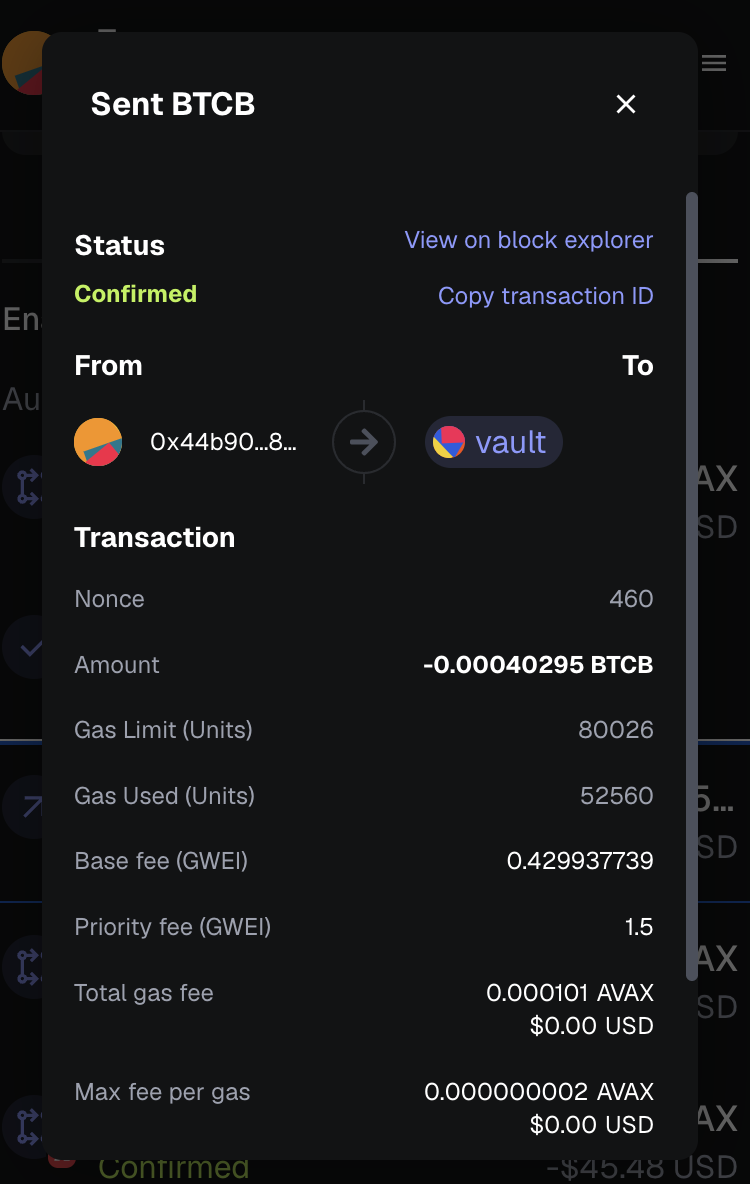 Sent BTCB
Status
View on block explorer
Confirmed
Copy transaction ID
From
To
0x44b90...8...
vault
Transaction
Nonce
460
Amount
-0.00040295 BTCB
Gas Limit (Units)
80026
Gas Used (Units)
52560
Base fee (GWEI)
0.429937739
Priority fee (GWEI)
1.5
Total gas fee
0.000101 AVAX
$0.00 USD
Max fee per gas
0.000000002 AVAX
$0.00 USD
Confirmed
-$45.48 USD